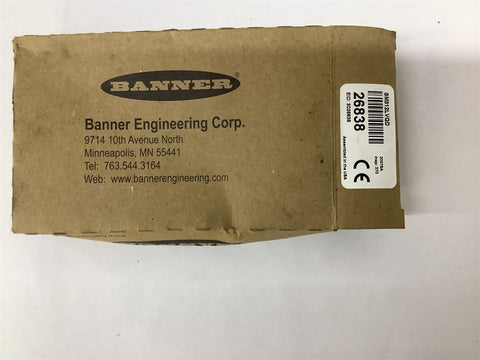 BANNER
Banner Engineering Corp.
9714 10th Avenue North
Minneapolis, MN 55441
Tel: 763.544.3164
Web: www.bannerengineering.com
26838
CE
Assembled in the USA